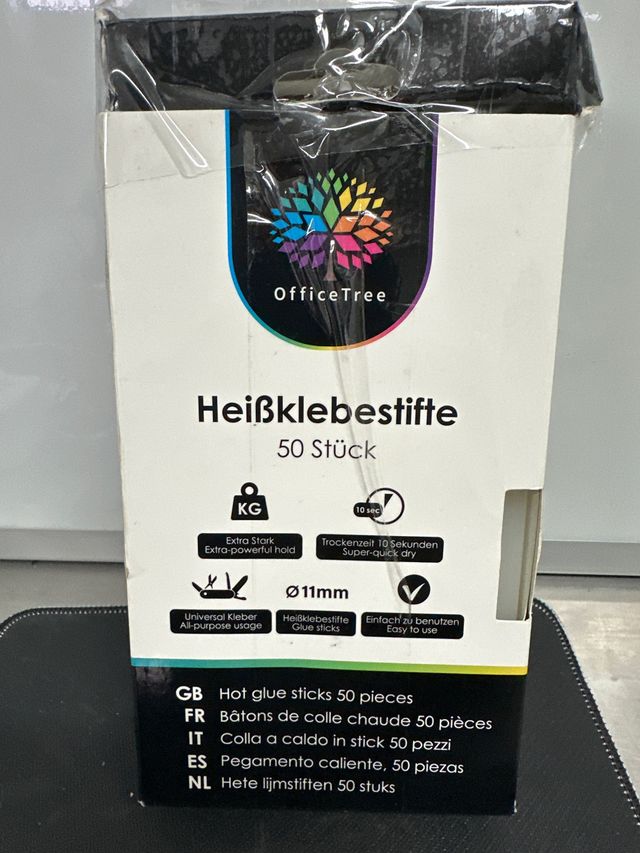 OfficeTree
Heißklebestifte
50 Stück
KG
10 sec
Extra Stark
Extra-powerful hold
Trockenzeit 10 Sekunden
Super-quick dry
Ø11mm
Universal Kleber
All-purpose usage
Heißklebestifte
Glue sticks
Einfach zu benutzen
Easy to use
GB Hot glue sticks 50 pieces
FR Bâtons de colle chaude 50 pièces
IT Colla a caldo in stick 50 pezzi
ES Pegamento caliente, 50 piezas
NL Hete lijmstiften 50 stuks